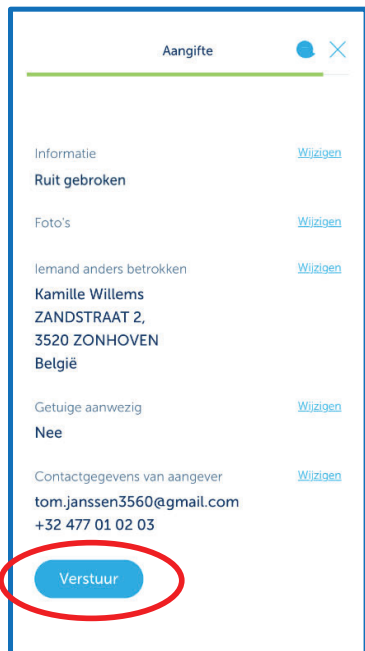 Aangifte
Informatie Wijzigen
Ruit gebroken
Foto's Wijzigen
Iemand anders betrokken Wijzigen
Kamille Willems
ZANDSTRAAT 2,
3520 ZONHOVEN
België
Getuige aanwezig Wijzigen
Nee
Contactgegevens van aangever Wijzigen
tom.janssen3560@gmail.com
+32 477 01 02 03
Verstuur